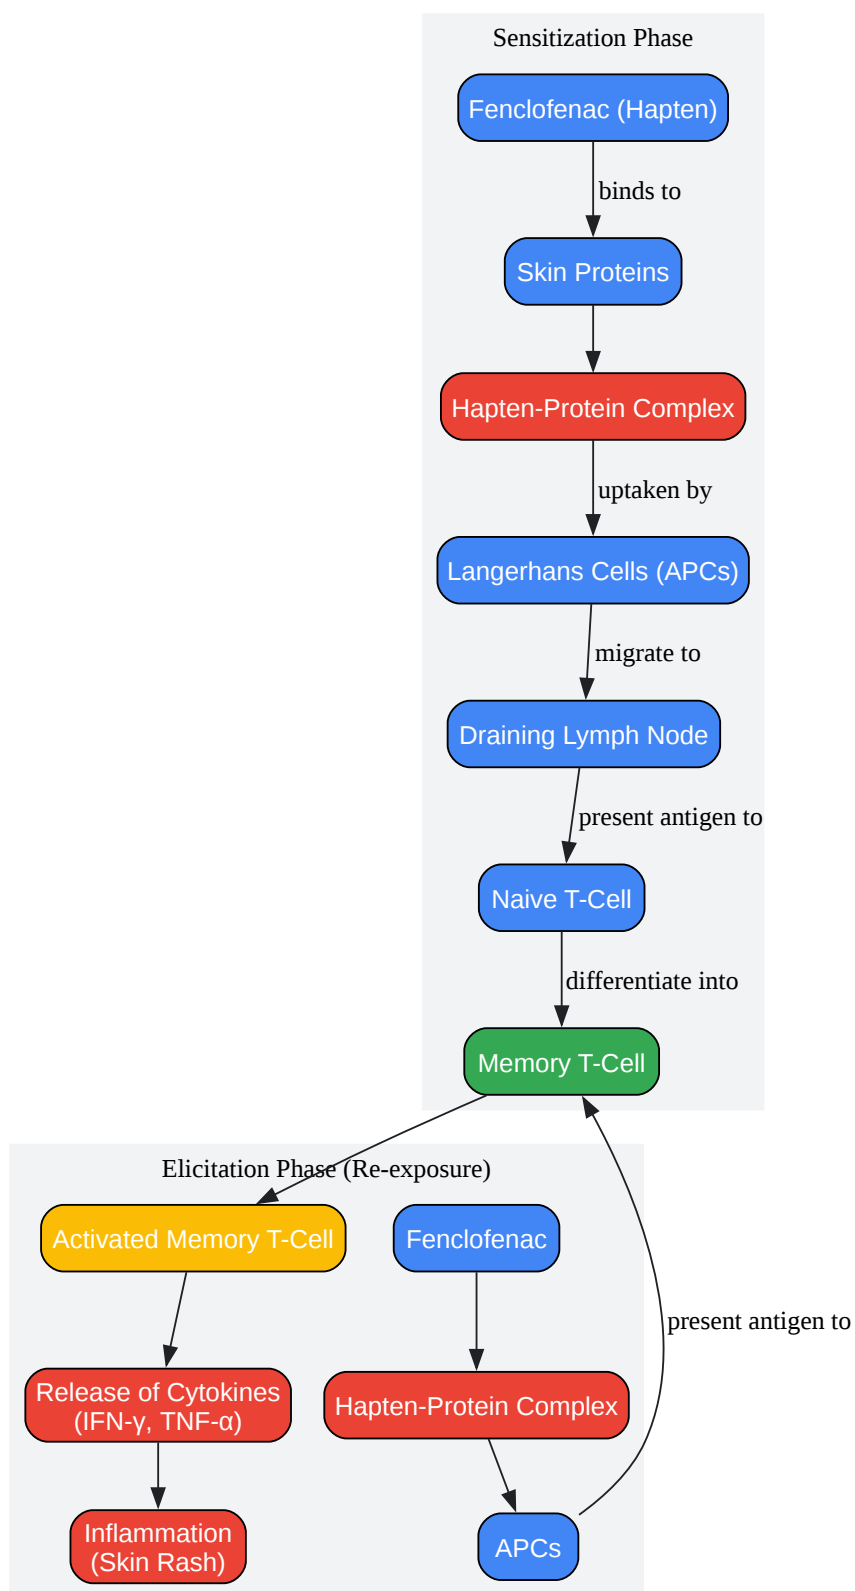 Sensitization Phase
Fenclofenac (Hapten)
binds to
Skin Proteins
Hapten-Protein Complex
uptaken by
Langerhans Cells (APCs)
migrate to
Draining Lymph Node
present antigen to
Naive T-Cell
differentiate into
Memory T-Cell
Elicitation Phase (Re-exposure)
Activated Memory T-Cell
Fenclofenac
present antigen to
Release of Cytokines
(IFN-γ, TNF-α)
Hapten-Protein Complex
Inflammation
(Skin Rash)
APCs